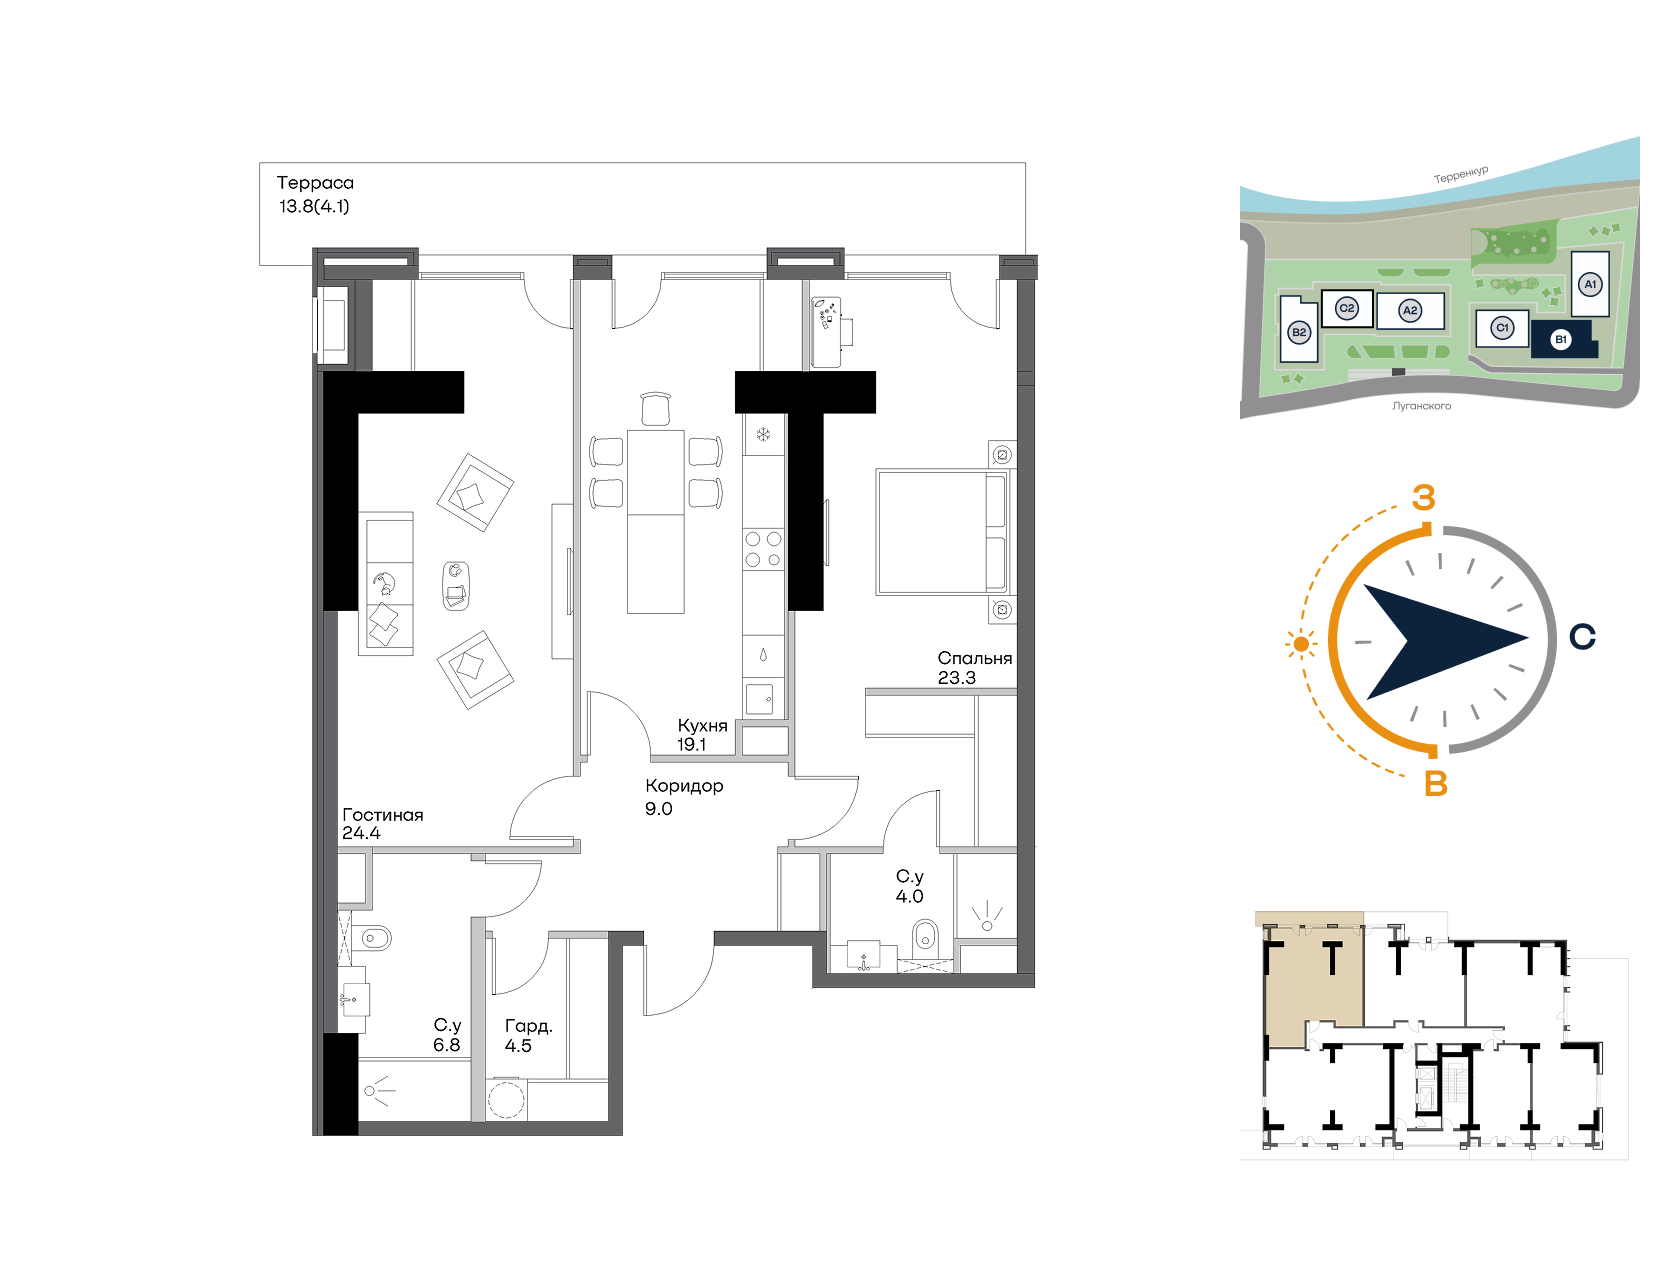 Терраса
13.8(4.1)
Спальня
23.3
Кухня
19.1
Коридор
9.0
Гостиная
24.4
С.у
4.0
С.у
6.8
Гард.
4.5
Терренкур
A1
C2
A2
B2
C1
B1
Луганского
З
С
В